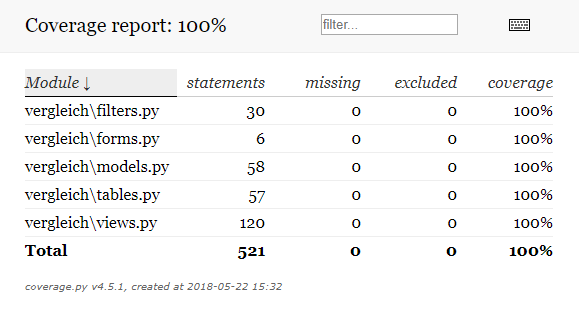 Coverage report: 100%
filter...
Module ↓ statements missing excluded coverage
vergleich\filters.py 30 0 0 100%
vergleich\forms.py 6 0 0 100%
vergleich\models.py 58 0 0 100%
vergleich\tables.py 57 0 0 100%
vergleich\views.py 120 0 0 100%
Total 521 0 0 100%
coverage.py v4.5.1, created at 2018-05-22 15:32